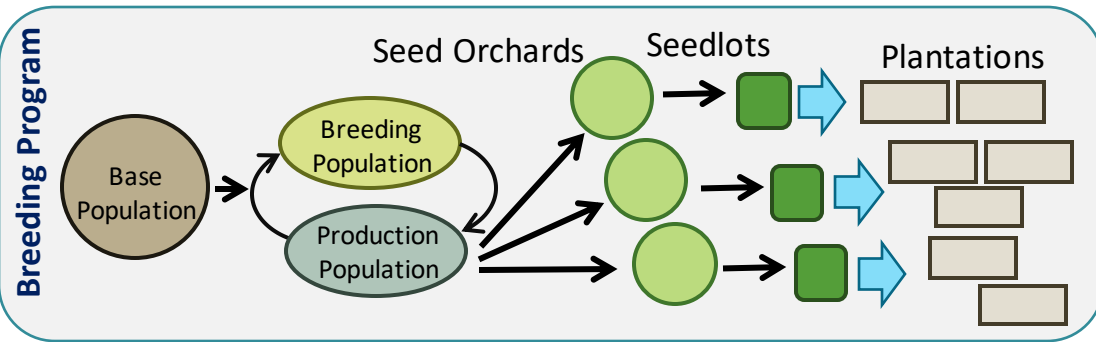 Breeding Program
Seed Orchards
Seedlots
Plantations
Base
Population
Breeding
Population
Production
Population